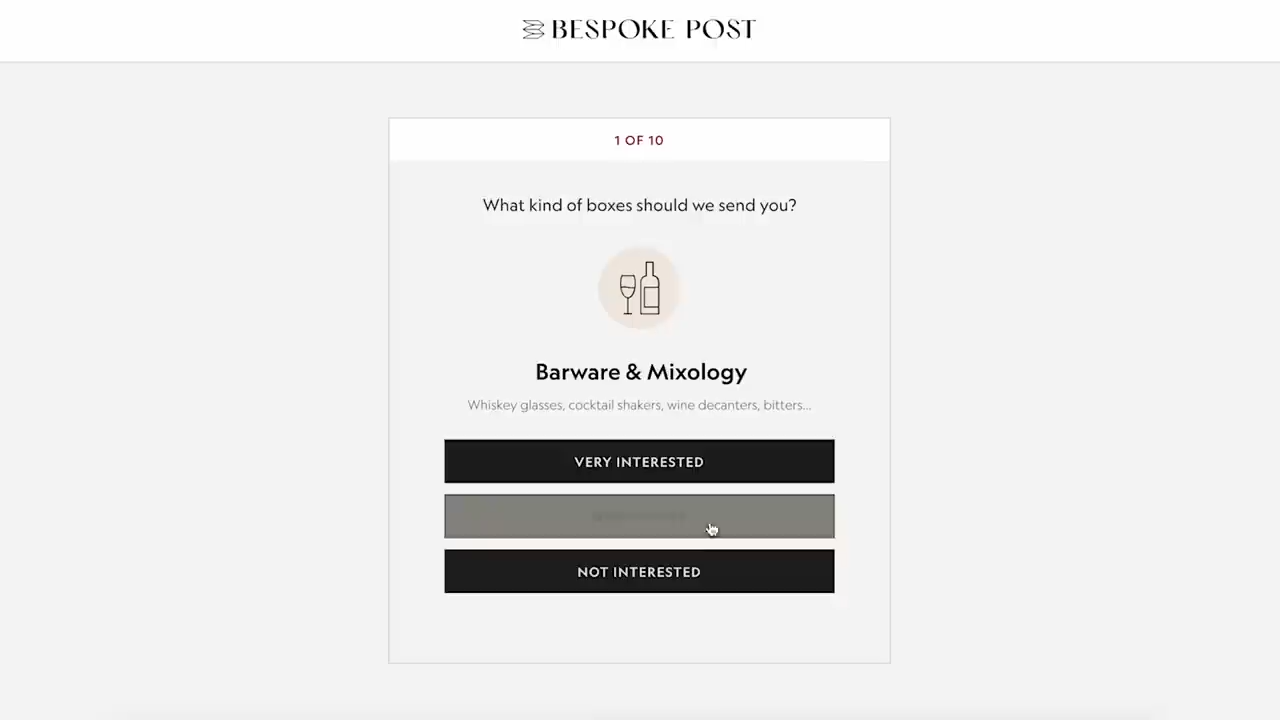 BESPOKE POST
1 OF 10
What kind of boxes should we send you?
Barware & Mixology
Whiskey glasses, cocktail shakers, wine decanters, bitters...
VERY INTERESTED
NOT INTERESTED